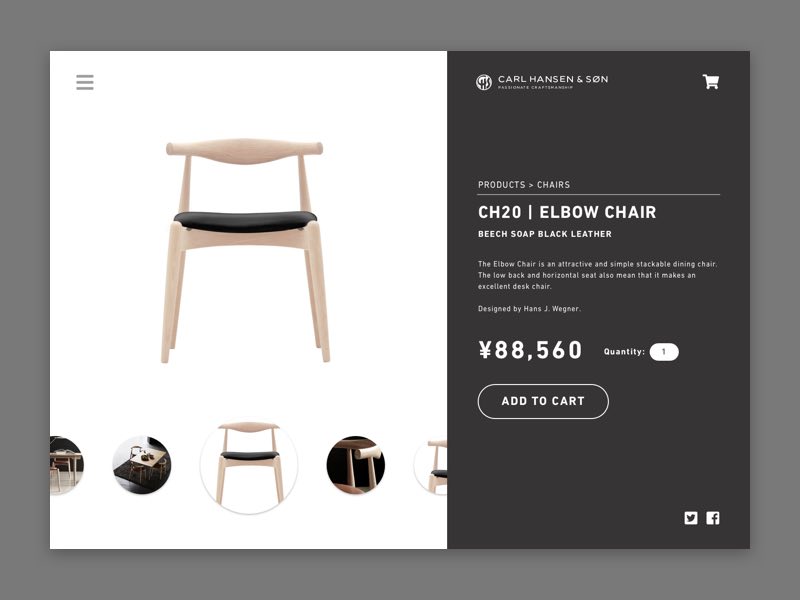 CARL HANSEN & SØN
PASSIONATE CRAFTSMANSHIP
PRODUCTS > CHAIRS
CH20 | ELBOW CHAIR
BEECH SOAP BLACK LEATHER
The Elbow Chair is an attractive and simple stackable dining chair.
The low back and horizontal seat also mean that it makes an
excellent desk chair.
Designed by Hans J. Wegner.
¥88,560 Quantity: 1
ADD TO CART